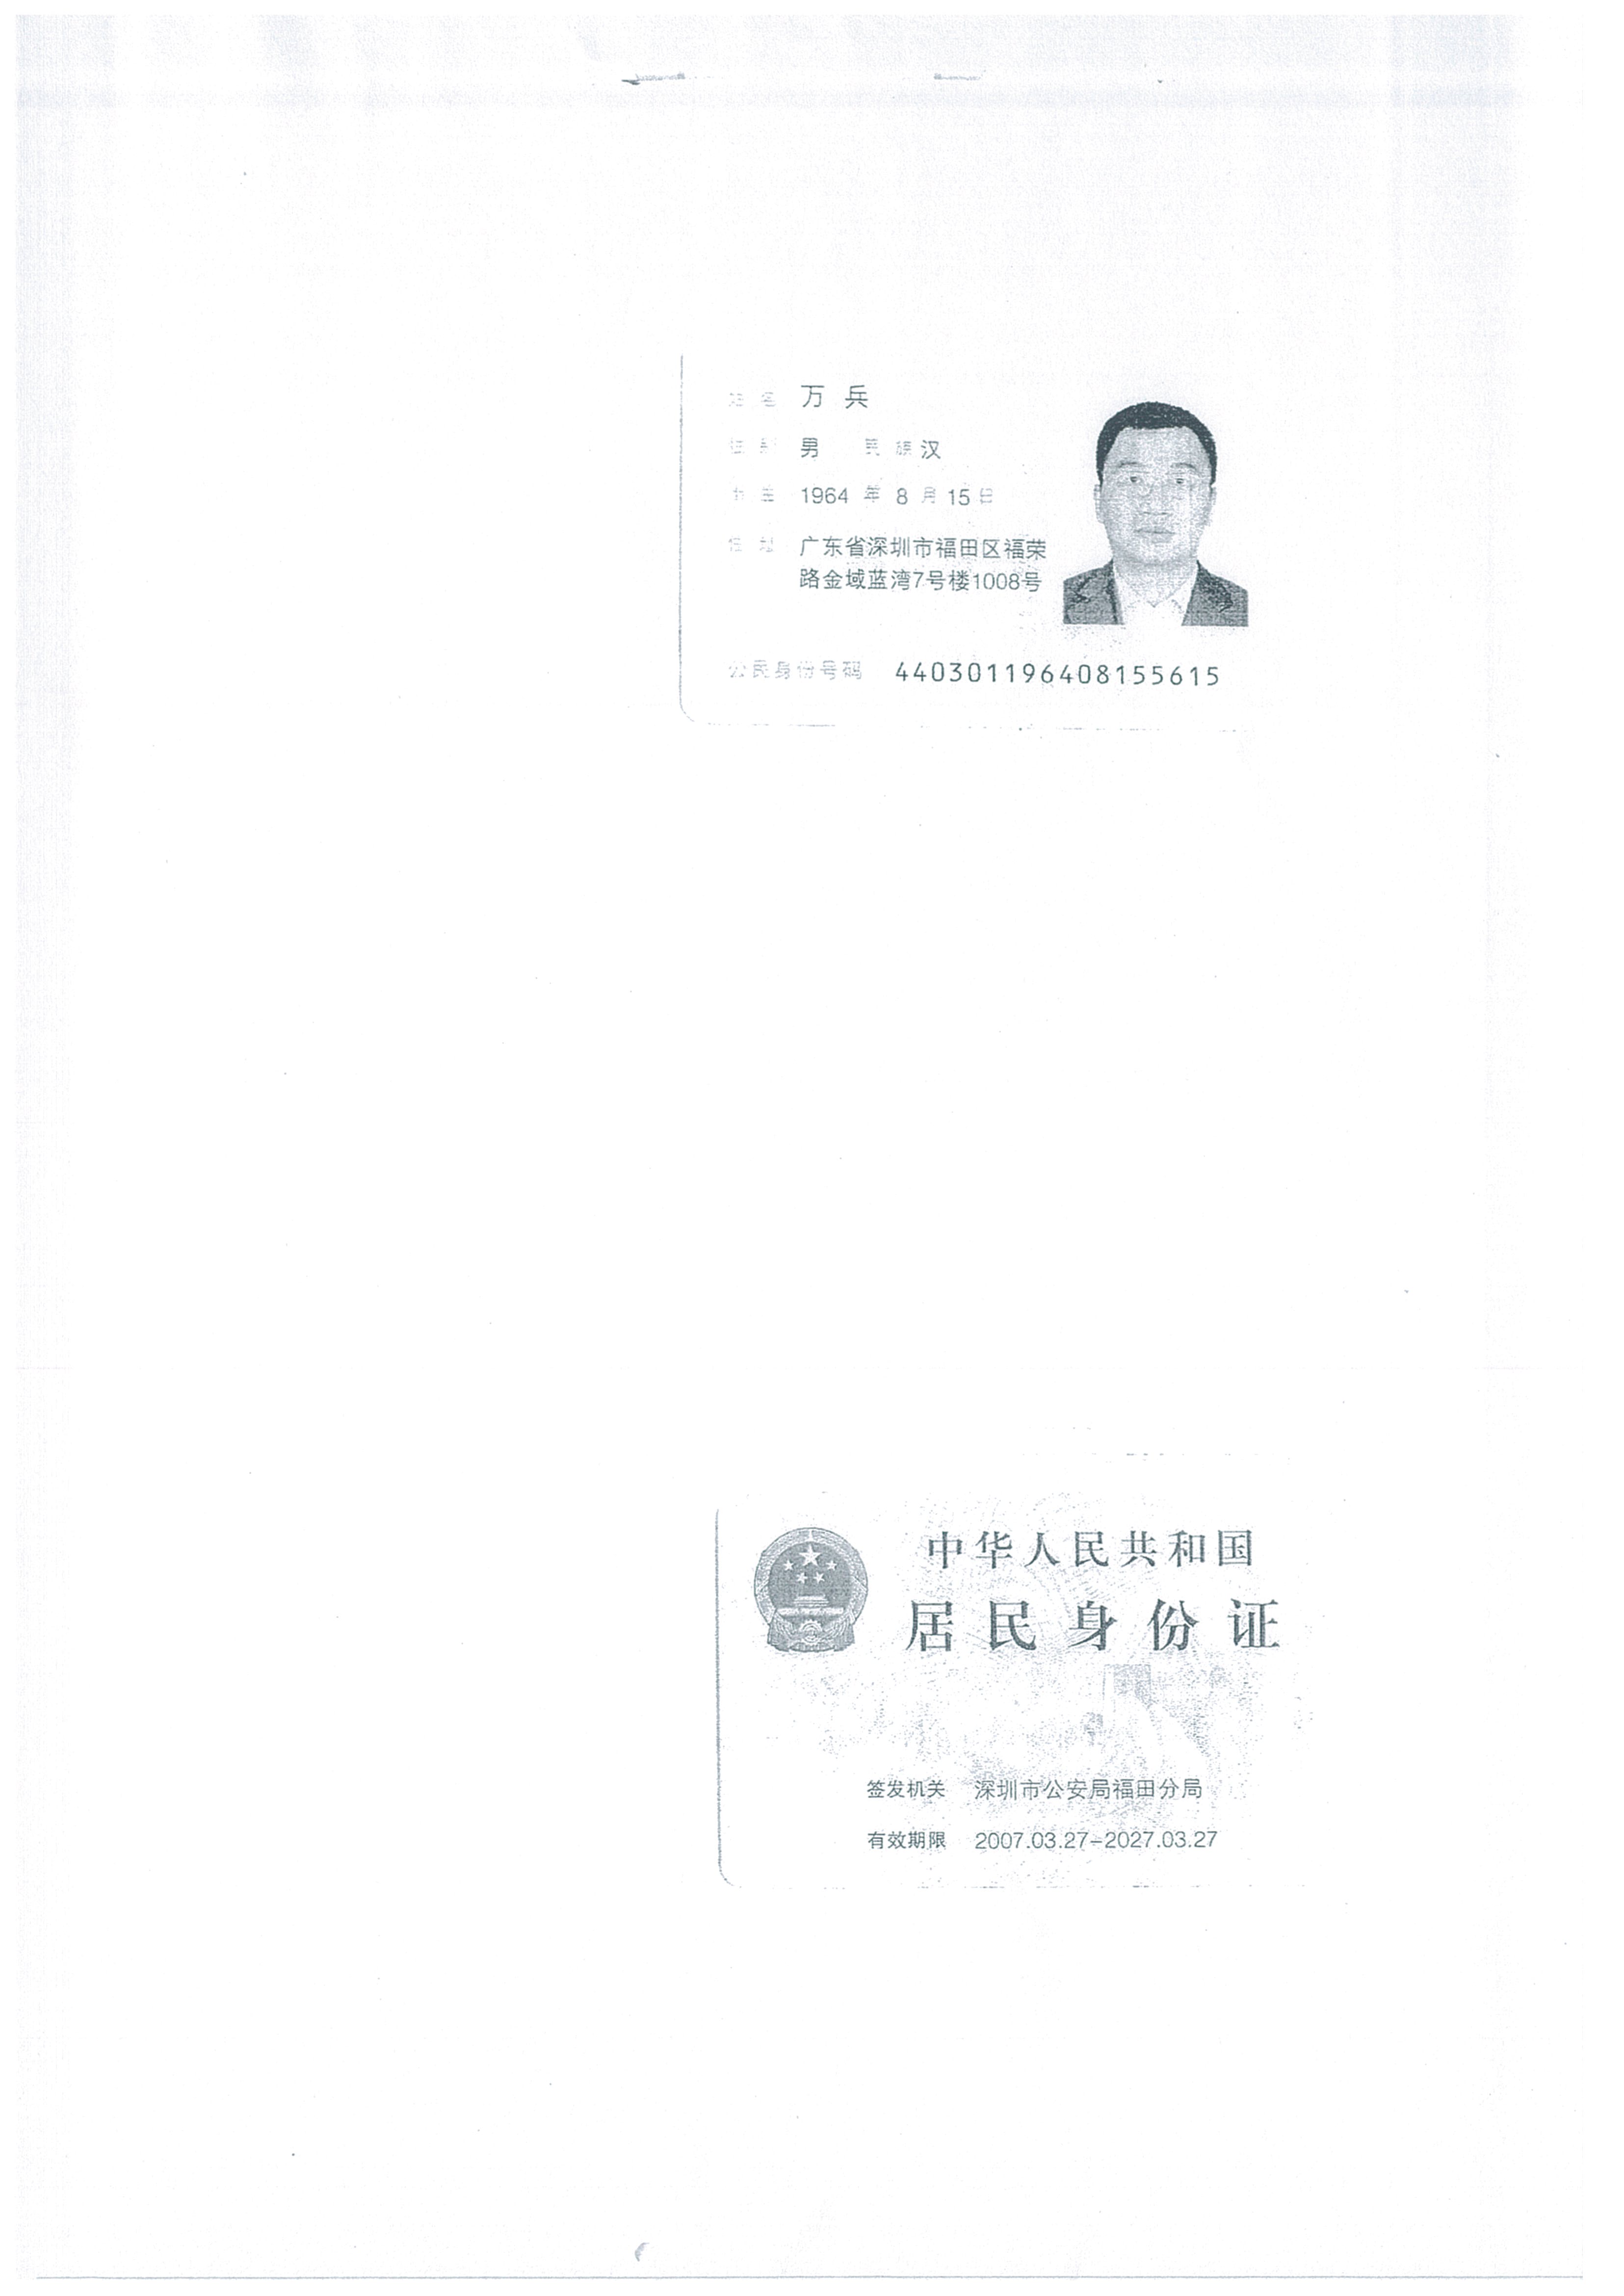 姓名 万兵
性别 男 民族 汉
出生 1964 年 8 月 15 日
住址 广东省深圳市福田区福荣
路金域蓝湾7号楼1008号
公民身份号码 440301196408155615
中华人民共和国
居民身份证
签发机关 深圳市公安局福田分局
有效期限 2007.03.27-2027.03.27